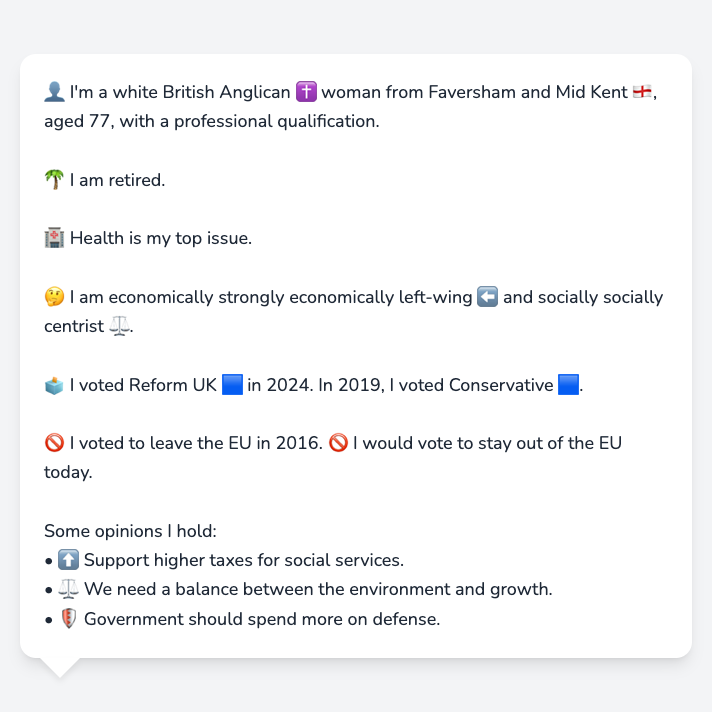 👤 I'm a white British Anglican ✝️ woman from Faversham and Mid Kent 🏴󠁧󠁢󠁥󠁮󠁧󠁿,
aged 77, with a professional qualification.
🌴 I am retired.
🏥 Health is my top issue.
🤔 I am economically strongly economically left-wing ⬅️ and socially socially
centrist ⚖️.
🗳️ I voted Reform UK 🟦 in 2024. In 2019, I voted Conservative 🟦.
🚫 I voted to leave the EU in 2016. 🚫 I would vote to stay out of the EU
today.
Some opinions I hold:
• ⬆️ Support higher taxes for social services.
• ⚖️ We need a balance between the environment and growth.
• 🛡️ Government should spend more on defense.